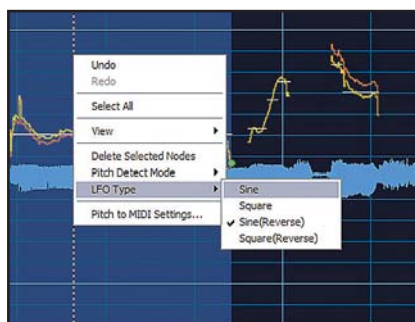 Undo
Redo
Select All
View
Delete Selected Nodes
Pitch Detect Mode
LFO Type
Pitch to MIDI Settings...
Sine
Square
Sine(Reverse)
Square(Reverse)